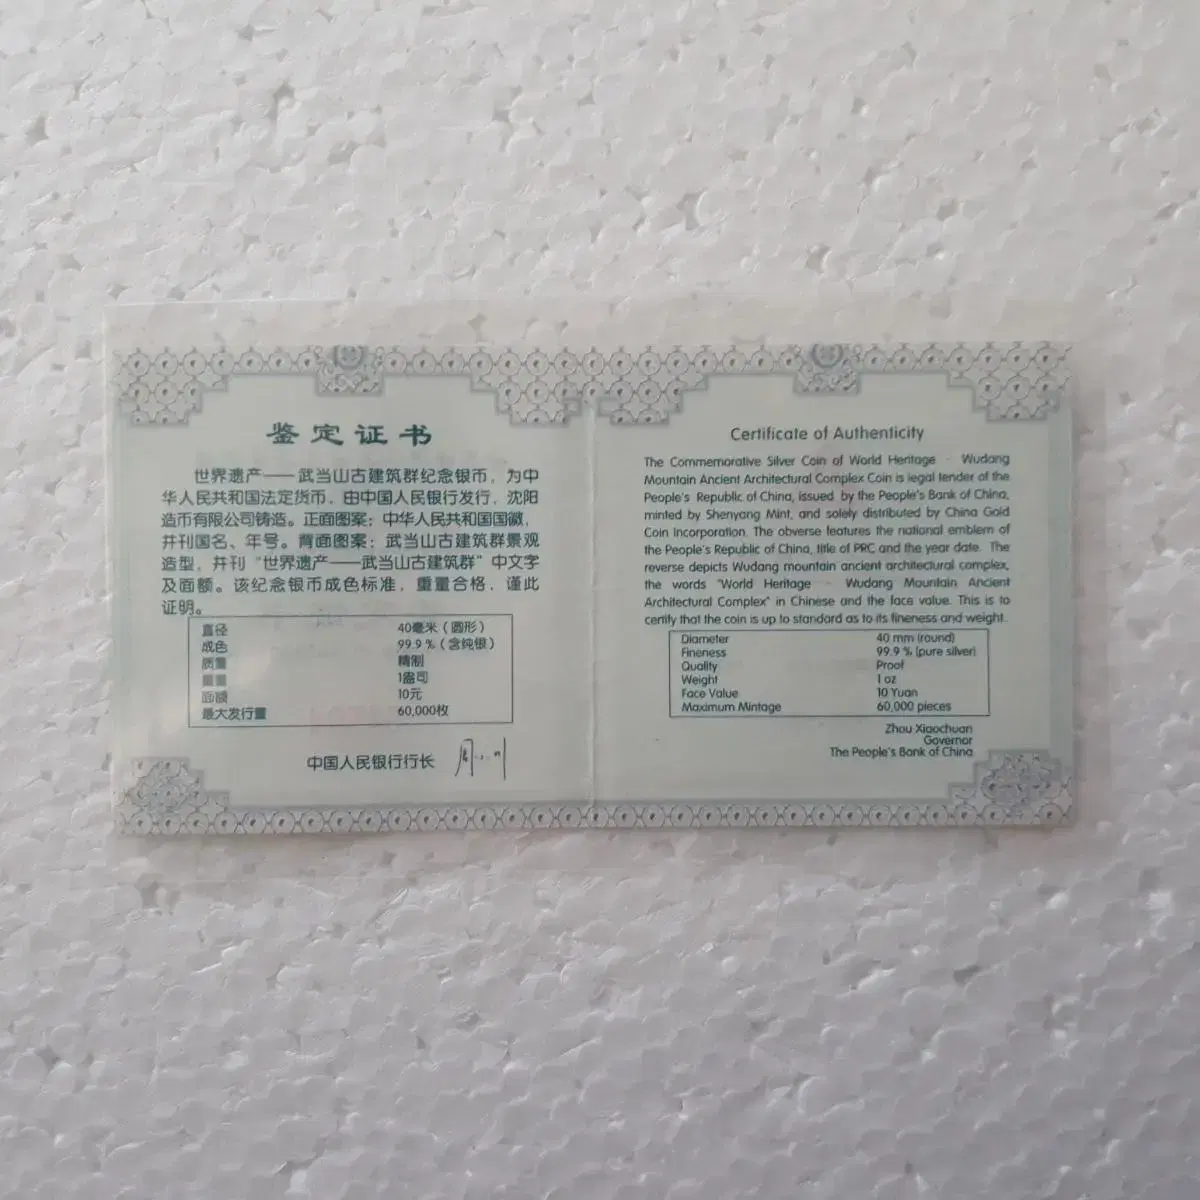 鉴定证书
世界遗产——武当山古建筑群纪念银币，为中
华人民共和国法定货币，由中国人民银行发行，沈阳
造币有限公司铸造。正面图案：中华人民共和国国徽，
并刊国名、年号。背面图案：武当山古建筑群景观
造型，并刊“世界遗产——武当山古建筑群”中文字
及面额。该纪念银币成色标准，重量合格，谨此
证明。
直径 40毫米（圆形）
成色 99.9%（含纯银）
质量 精制
重量 1盎司
面额 10元
最大发行量 60,000枚
中国人民银行行长
Certificate of Authenticity
The Commemorative Silver Coin of World Heritage - Wudang
Mountain Ancient Architectural Complex Coin is legal tender of the
People's Republic of China, issued by the People's Bank of China,
minted by Shenyang Mint, and solely distributed by China Gold
Coin Incorporation. The obverse features the national emblem of
the People's Republic of China, title of PRC and the year date. The
reverse depicts Wudang mountain ancient architectural complex,
the words "World Heritage - Wudang Mountain Ancient
Architectural Complex" in Chinese and the face value. This is to
certify that the coin is up to standard as to its fineness and weight.
Diameter 40 mm (round)
Fineness 99.9 % (pure silver)
Quality Proof
Weight 1 oz
Face Value 10 Yuan
Maximum Mintage 60,000 pieces
Zhou Xiaochuan
Governor
The People's Bank of China